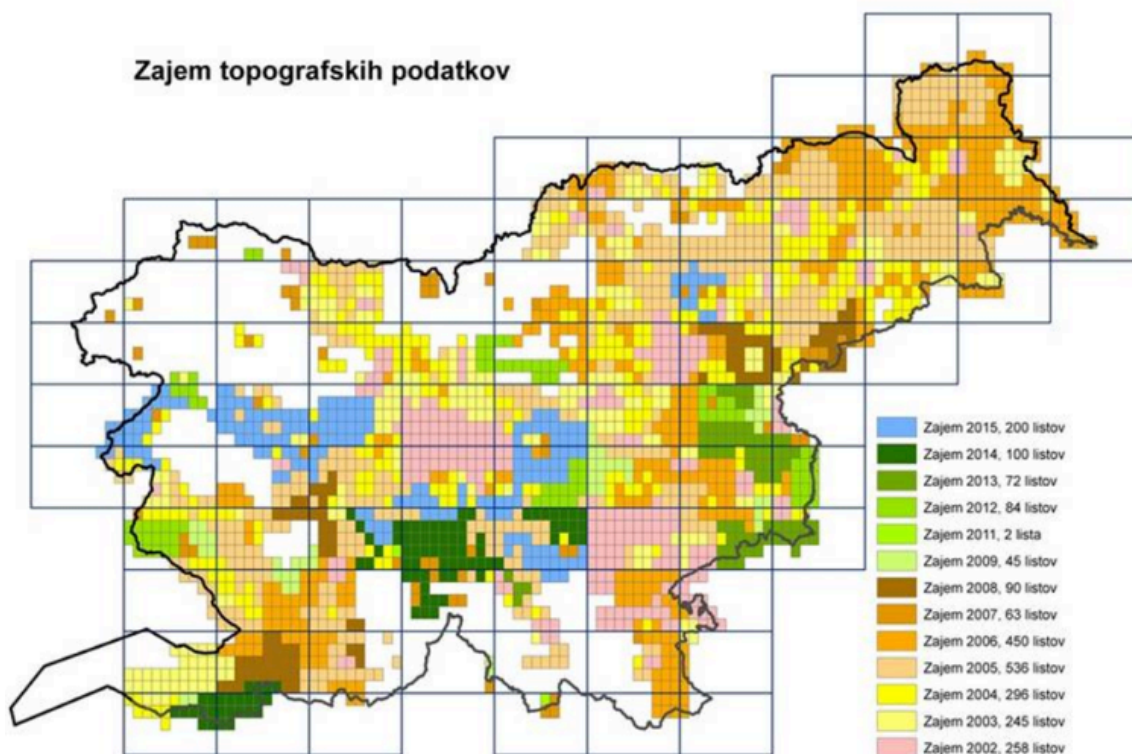 Zajem topografskih podatkov
Zajem 2015, 200 listov
Zajem 2014, 100 listov
Zajem 2013, 72 listov
Zajem 2012, 84 listov
Zajem 2011, 2 lista
Zajem 2009, 45 listov
Zajem 2008, 90 listov
Zajem 2007, 63 listov
Zajem 2006, 450 listov
Zajem 2005, 536 listov
Zajem 2004, 296 listov
Zajem 2003, 245 listov
Zajem 2002, 258 listov